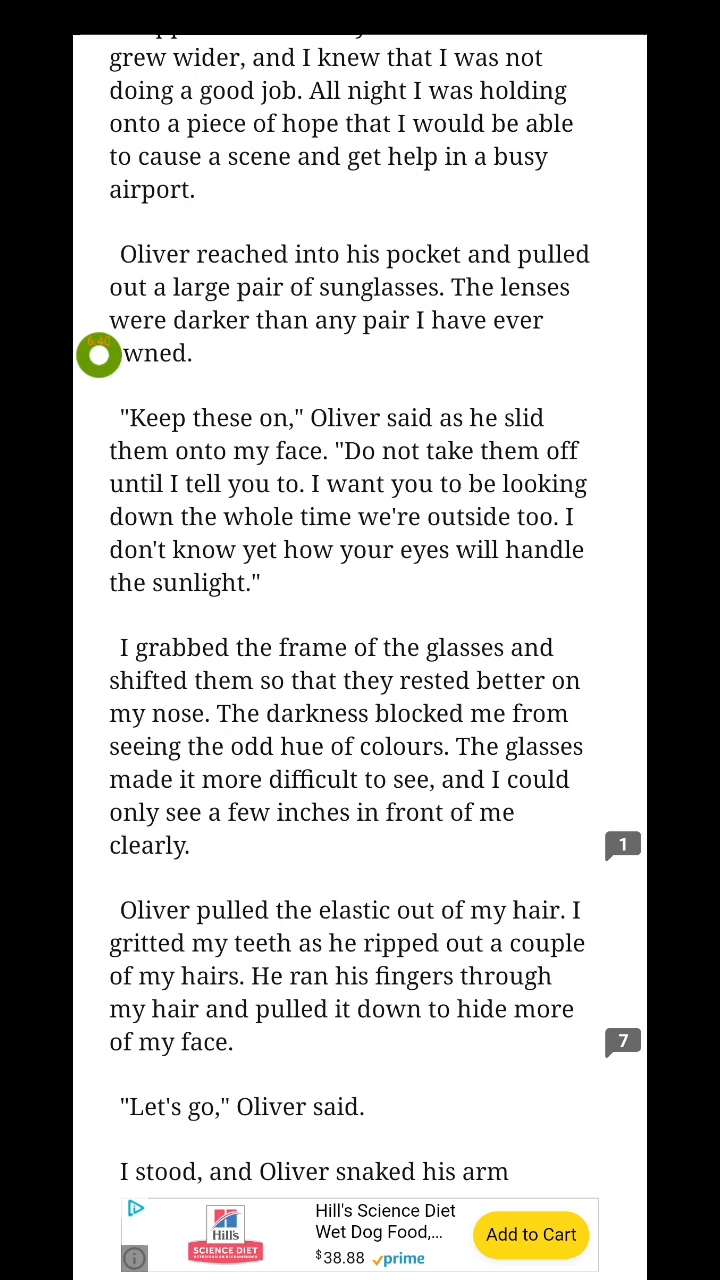 grew wider, and I knew that I was not
doing a good job. All night I was holding
onto a piece of hope that I would be able
to cause a scene and get help in a busy
airport.
Oliver reached into his pocket and pulled
out a large pair of sunglasses. The lenses
were darker than any pair I have ever
6.40
wned.
"Keep these on," Oliver said as he slid
them onto my face. "Do not take them off
until I tell you to. I want you to be looking
down the whole time we're outside too. I
don't know yet how your eyes will handle
the sunlight."
I grabbed the frame of the glasses and
shifted them so that they rested better on
my nose. The darkness blocked me from
seeing the odd hue of colours. The glasses
made it more difficult to see, and I could
only see a few inches in front of me
clearly.
1
Oliver pulled the elastic out of my hair. I
gritted my teeth as he ripped out a couple
of my hairs. He ran his fingers through
my hair and pulled it down to hide more
of my face.
7
"Let's go," Oliver said.
I stood, and Oliver snaked his arm
Hill's
SCIENCE DIET
Hill's Science Diet
Wet Dog Food,...
$38.88 prime
Add to Cart